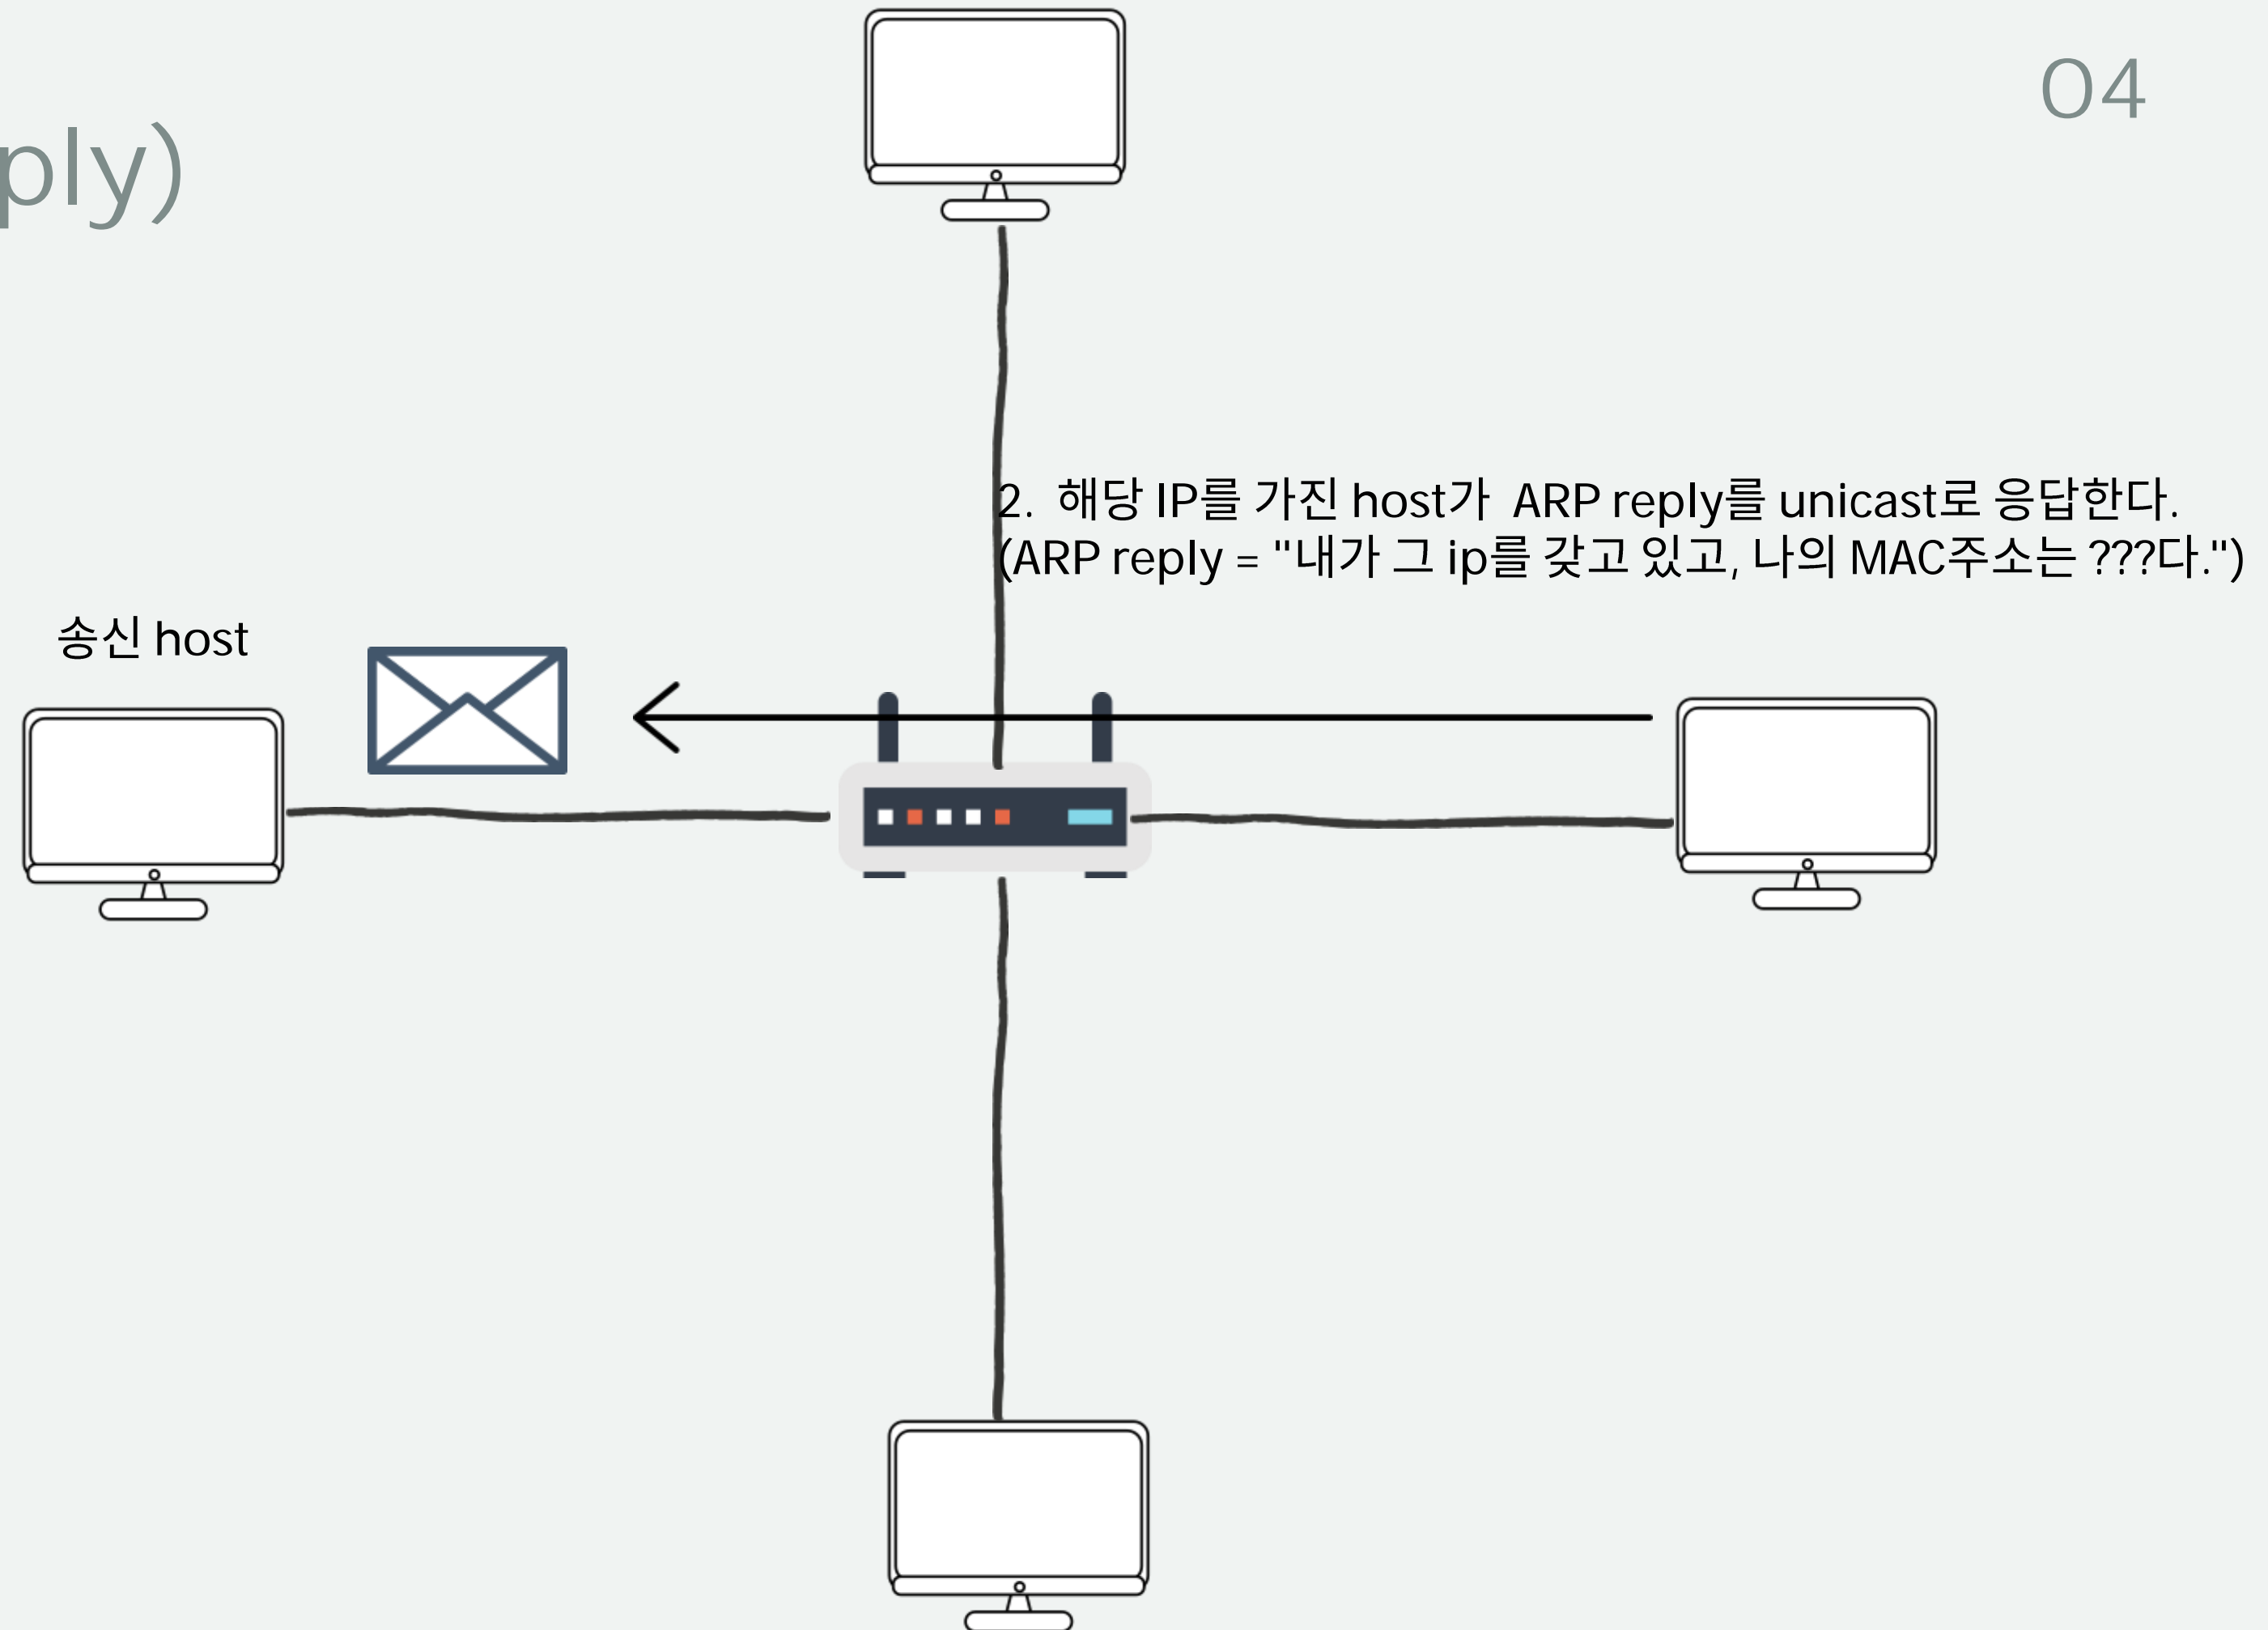 04
ply)
2. 해당 IP를 가진 host가 ARP reply를 unicast로 응답한다.
(ARP reply = "내가 그 ip를 갖고 있고, 나의 MAC주소는 ???다.")
송신 host